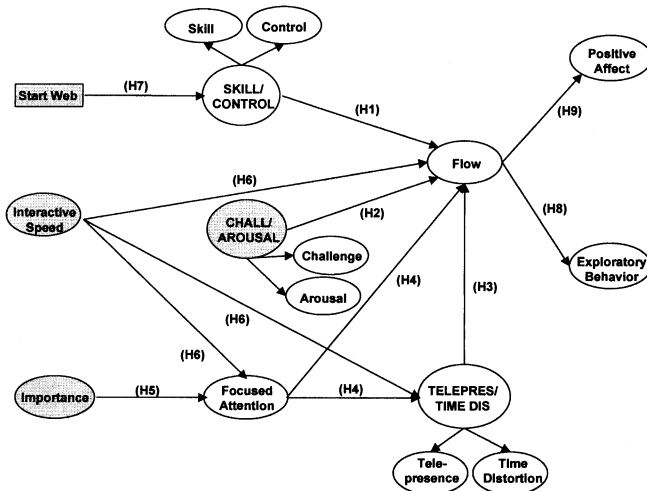 Skill
Control
Positive
Affect
Start Web
(H7)
SKILL/
CONTROL
(H1)
(H9)
Flow
(H6)
(H2)
Interactive
Speed
CHALL/
AROUSAL
(H8)
Challenge
Exploratory
Behavior
Arousal
(H4)
(H3)
(H6)
(H6)
Importance
(H5)
Focused
Attention
(H4)
TELEPRES/
TIME DIS
Tele-
presence
Time
Distortion